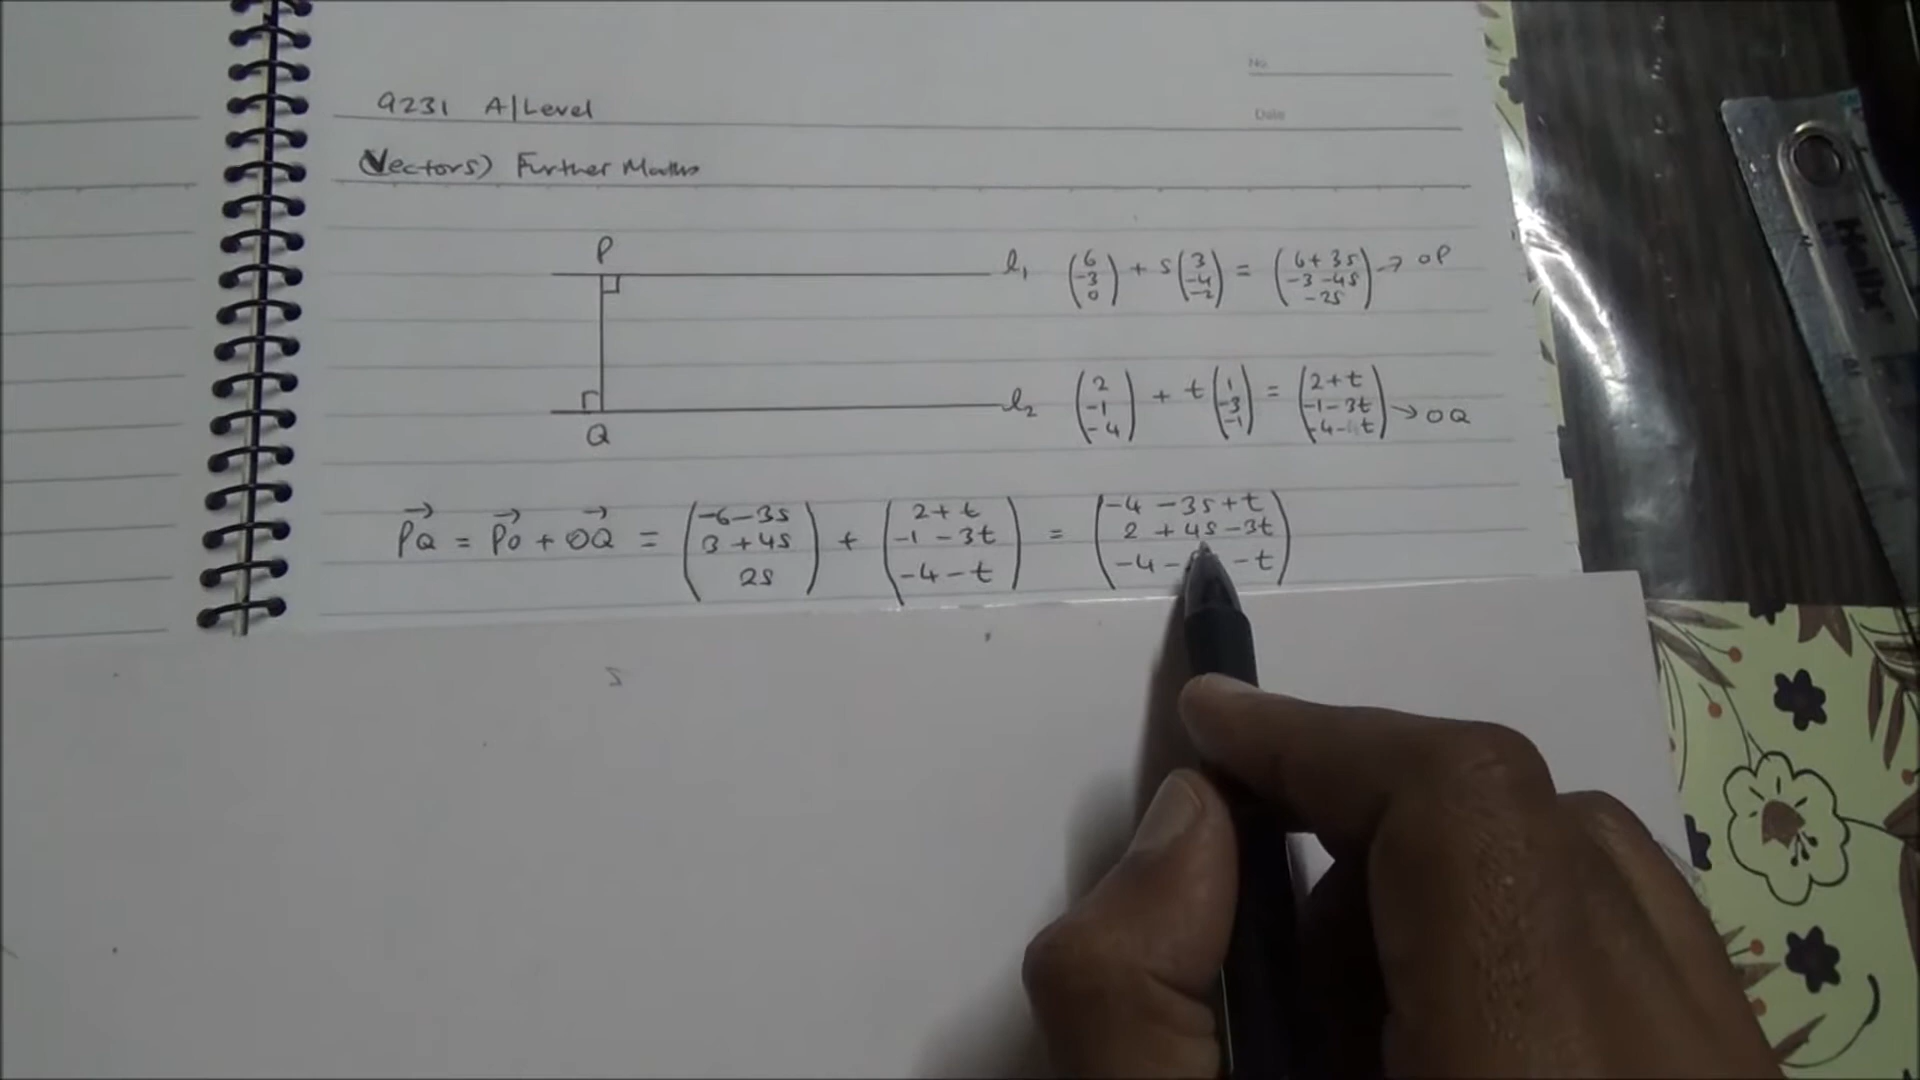 No.
Date
9231 A/Level
(Vectors) Further Maths
P
l₁ (6 -3 0) + s(3 -4 -2) = (6+3s -3-4s -2s) → OP
l₂ (2 -1 -4) + t(1 -3 -1) = (2+t -1-3t -4-t) → OQ
Q
PQ = PO + OQ = (-6-3s 3+4s 2s) + (2+t -1-3t -4-t) = (-4-3s+t 2+4s-3t -4- -t)
Helix